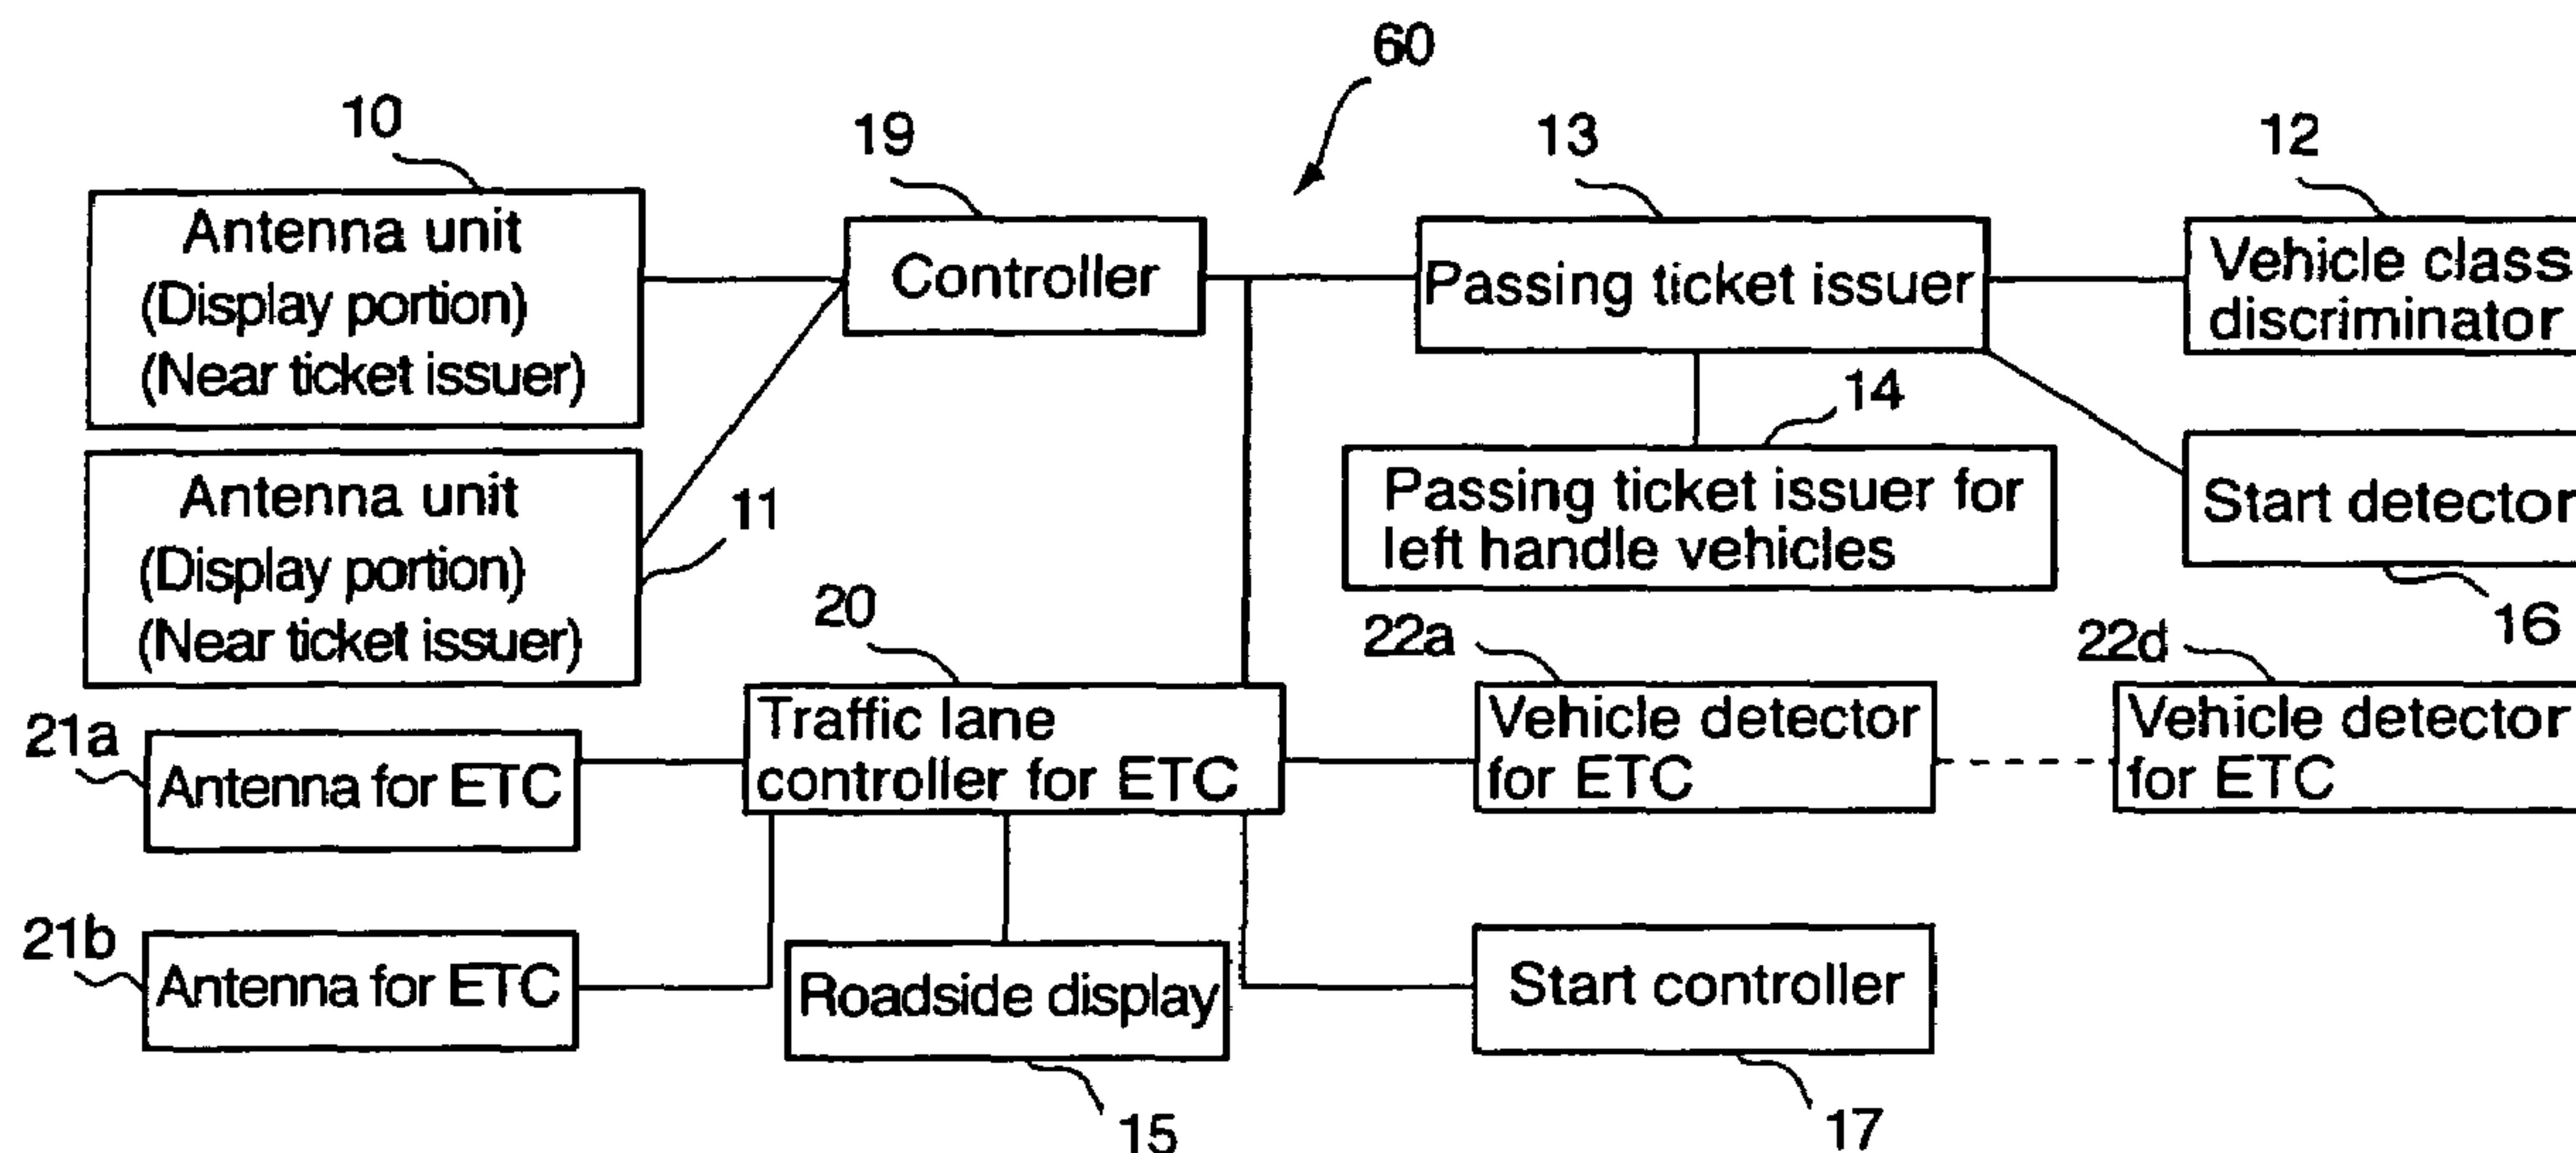 60
10
19
13
12
Antenna unit
(Display portion)
(Near ticket issuer)
Controller
Passing ticket issuer
Vehicle class
discriminator
14
Antenna unit
(Display portion)
(Near ticket issuer)
11
Passing ticket issuer for
left handle vehicles
Start detector
16
20
22a
22d
21a
Antenna for ETC
Traffic lane
controller for ETC
Vehicle detector
for ETC
Vehicle detector
for ETC
21b
Antenna for ETC
Roadside display
Start controller
15
17